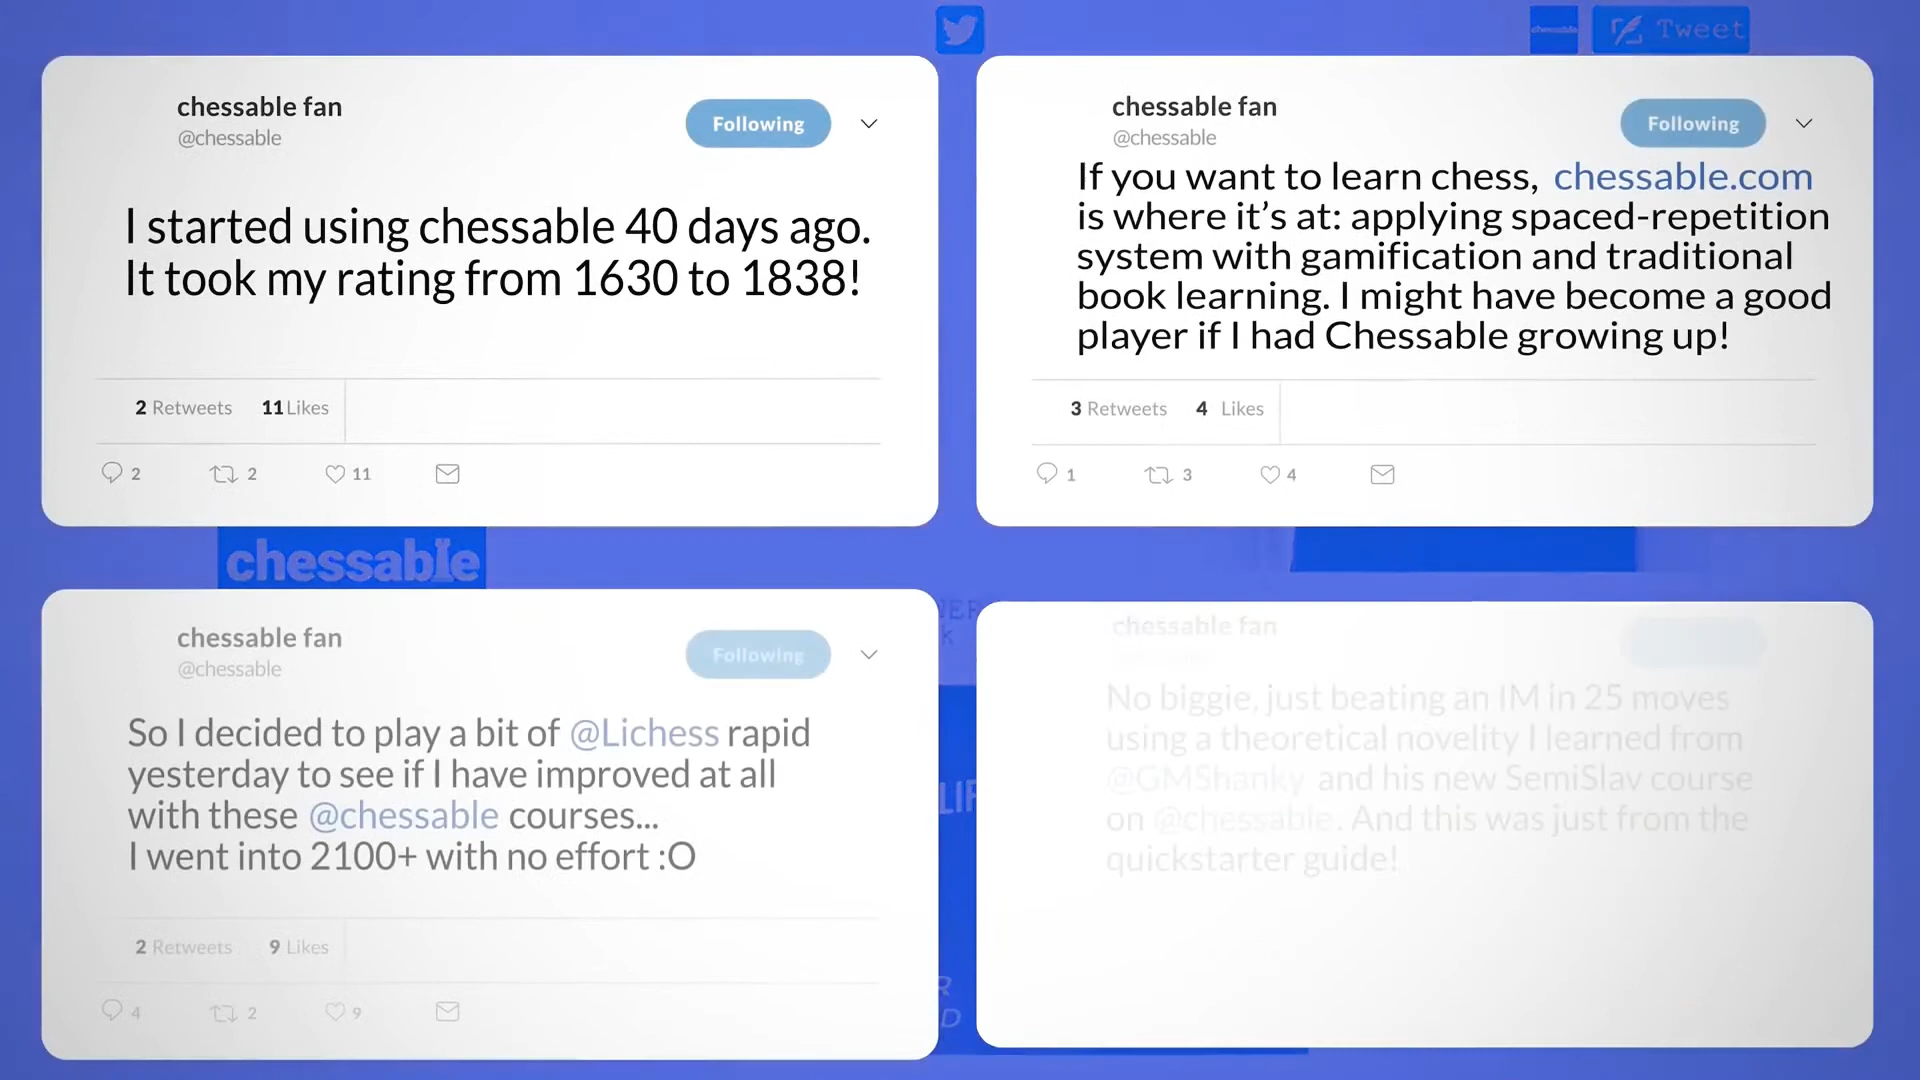 chessable
Tweet
chessable fan
@chessable
Following
I started using chessable 40 days ago.
It took my rating from 1630 to 1838!
2 Retweets 11 Likes
2 2 11
chessable fan
@chessable
Following
If you want to learn chess, chessable.com
is where it's at: applying spaced-repetition
system with gamification and traditional
book learning. I might have become a good
player if I had Chessable growing up!
3 Retweets 4 Likes
1 3 4
chessable
chessable fan
@chessable
Following
So I decided to play a bit of @Lichess rapid
yesterday to see if I have improved at all
with these @chessable courses...
I went into 2100+ with no effort :O
2 Retweets 9 Likes
4 2 9
chessable fan
No biggie, just beating an IM in 25 moves
using a theoretical novelity I learned from
@GMShanky and his new SemiSlav course
on @chessable. And this was just from the
quickstarter guide!